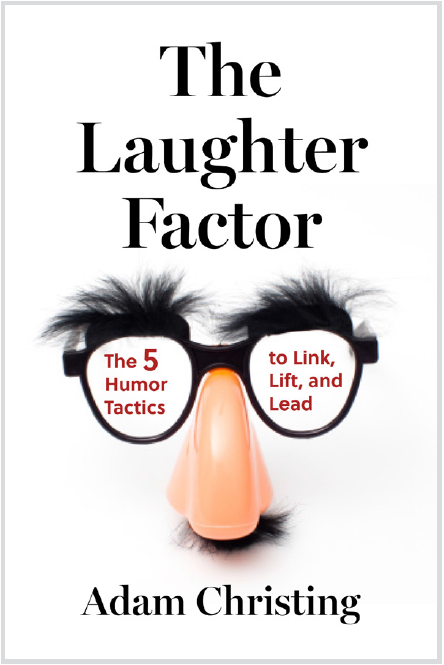 The
Laughter
Factor
The 5
Humor
Tactics
to Link,
Lift, and
Lead
Adam Christing